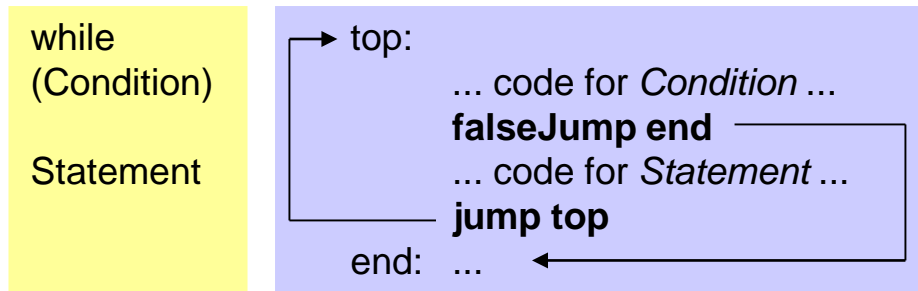 while
(Condition)
Statement
top:
... code for Condition ...
falseJump end
... code for Statement ...
jump top
end: ...